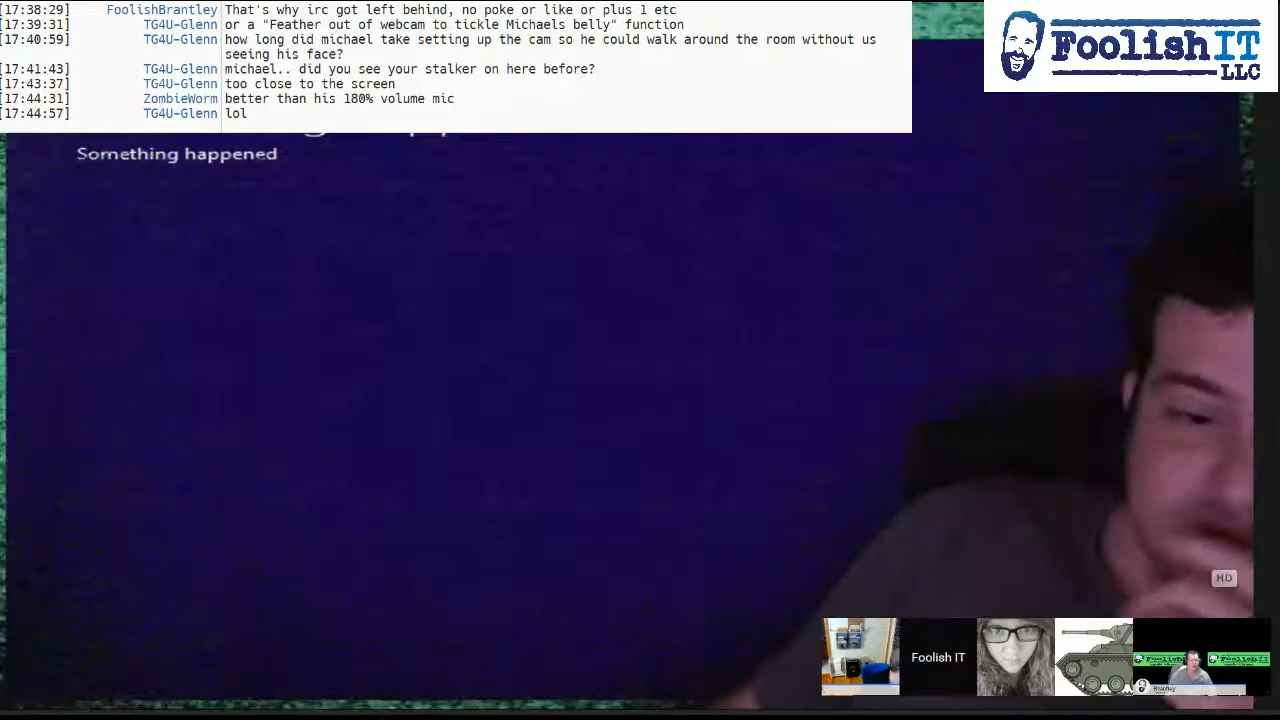 [17:38:29] FoolishBrantley That's why irc got left behind, no poke or like or plus 1 etc
[17:39:31] TG4U-Glenn or a "Feather out of webcam to tickle Michaels belly" function
[17:40:59] TG4U-Glenn how long did michael take setting up the cam so he could walk around the room without us
seeing his face?
[17:41:43] TG4U-Glenn michael.. did you see your stalker on here before?
[17:43:37] TG4U-Glenn too close to the screen
[17:44:31] ZombieWorm better than his 180% volume mic
[17:44:57] TG4U-Glenn lol
FoolishIT
LLC
Something happened
HD
Foolish IT
FoolishIT
FoolishIT
Brantley